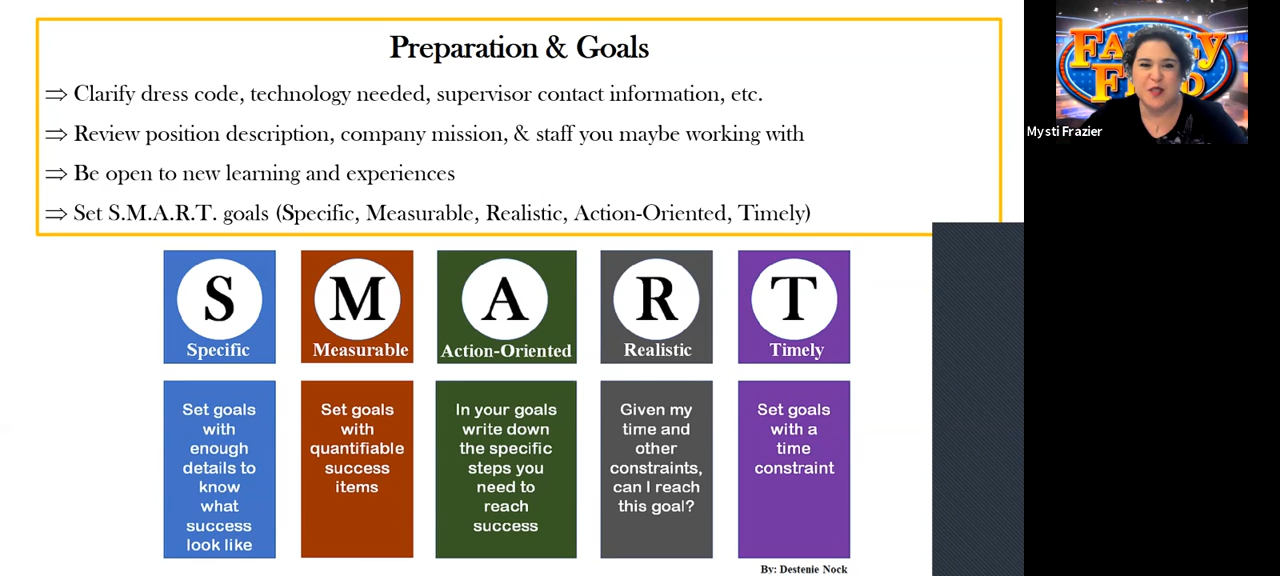 Preparation & Goals
⇒ Clarify dress code, technology needed, supervisor contact information, etc.
⇒ Review position description, company mission, & staff you maybe working with
⇒ Be open to new learning and experiences
⇒ Set S.M.A.R.T. goals (Specific, Measurable, Realistic, Action-Oriented, Timely)
S
Specific
M
Measurable
A
Action-Oriented
R
Realistic
T
Timely
Set goals
with
enough
details to
know
what
success
look like
Set goals
with
quantifiable
success
items
In your goals
write down
the specific
steps you
need to
reach
success
Given my
time and
other
constraints,
can I reach
this goal?
Set goals
with a
time
constraint
By: Destenie Nock
Mysti Frazier